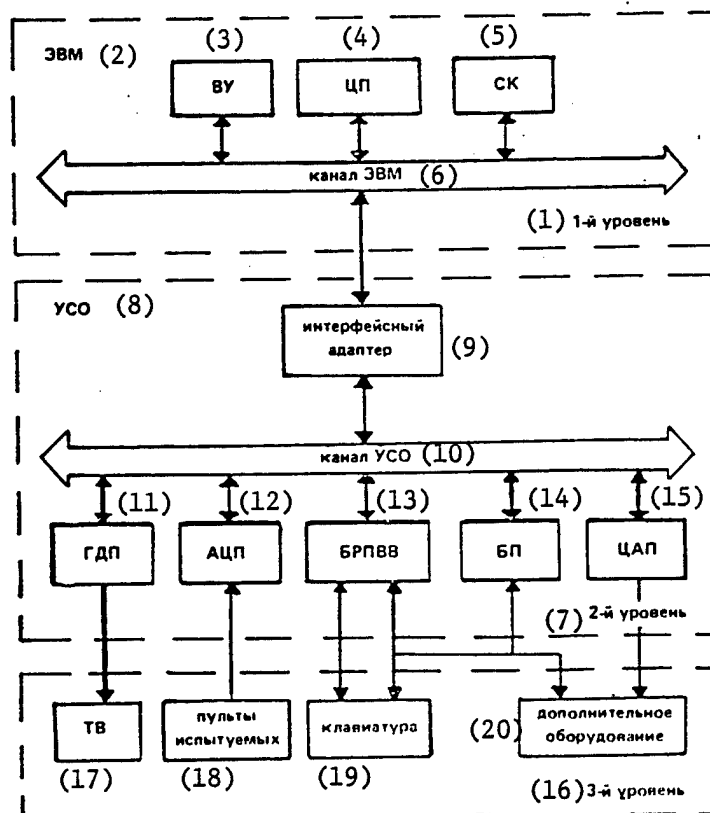 ЭВМ (2)
(3)
(4)
(5)
ВУ
ЦП
СК
канал ЭВМ (6)
(1) 1-й уровень
УСО (8)
интерфейсный
адаптер
(9)
канал УСО (10)
(11)
(12)
(13)
(14)
(15)
ГДП
АЦП
БРПВВ
БП
ЦАП
(7) 2-й уровень
ТВ
пульты
испытуемых
клавиатура
(20)
дополнительное
оборудование
(17)
(18)
(19)
(16) 3-й уровень